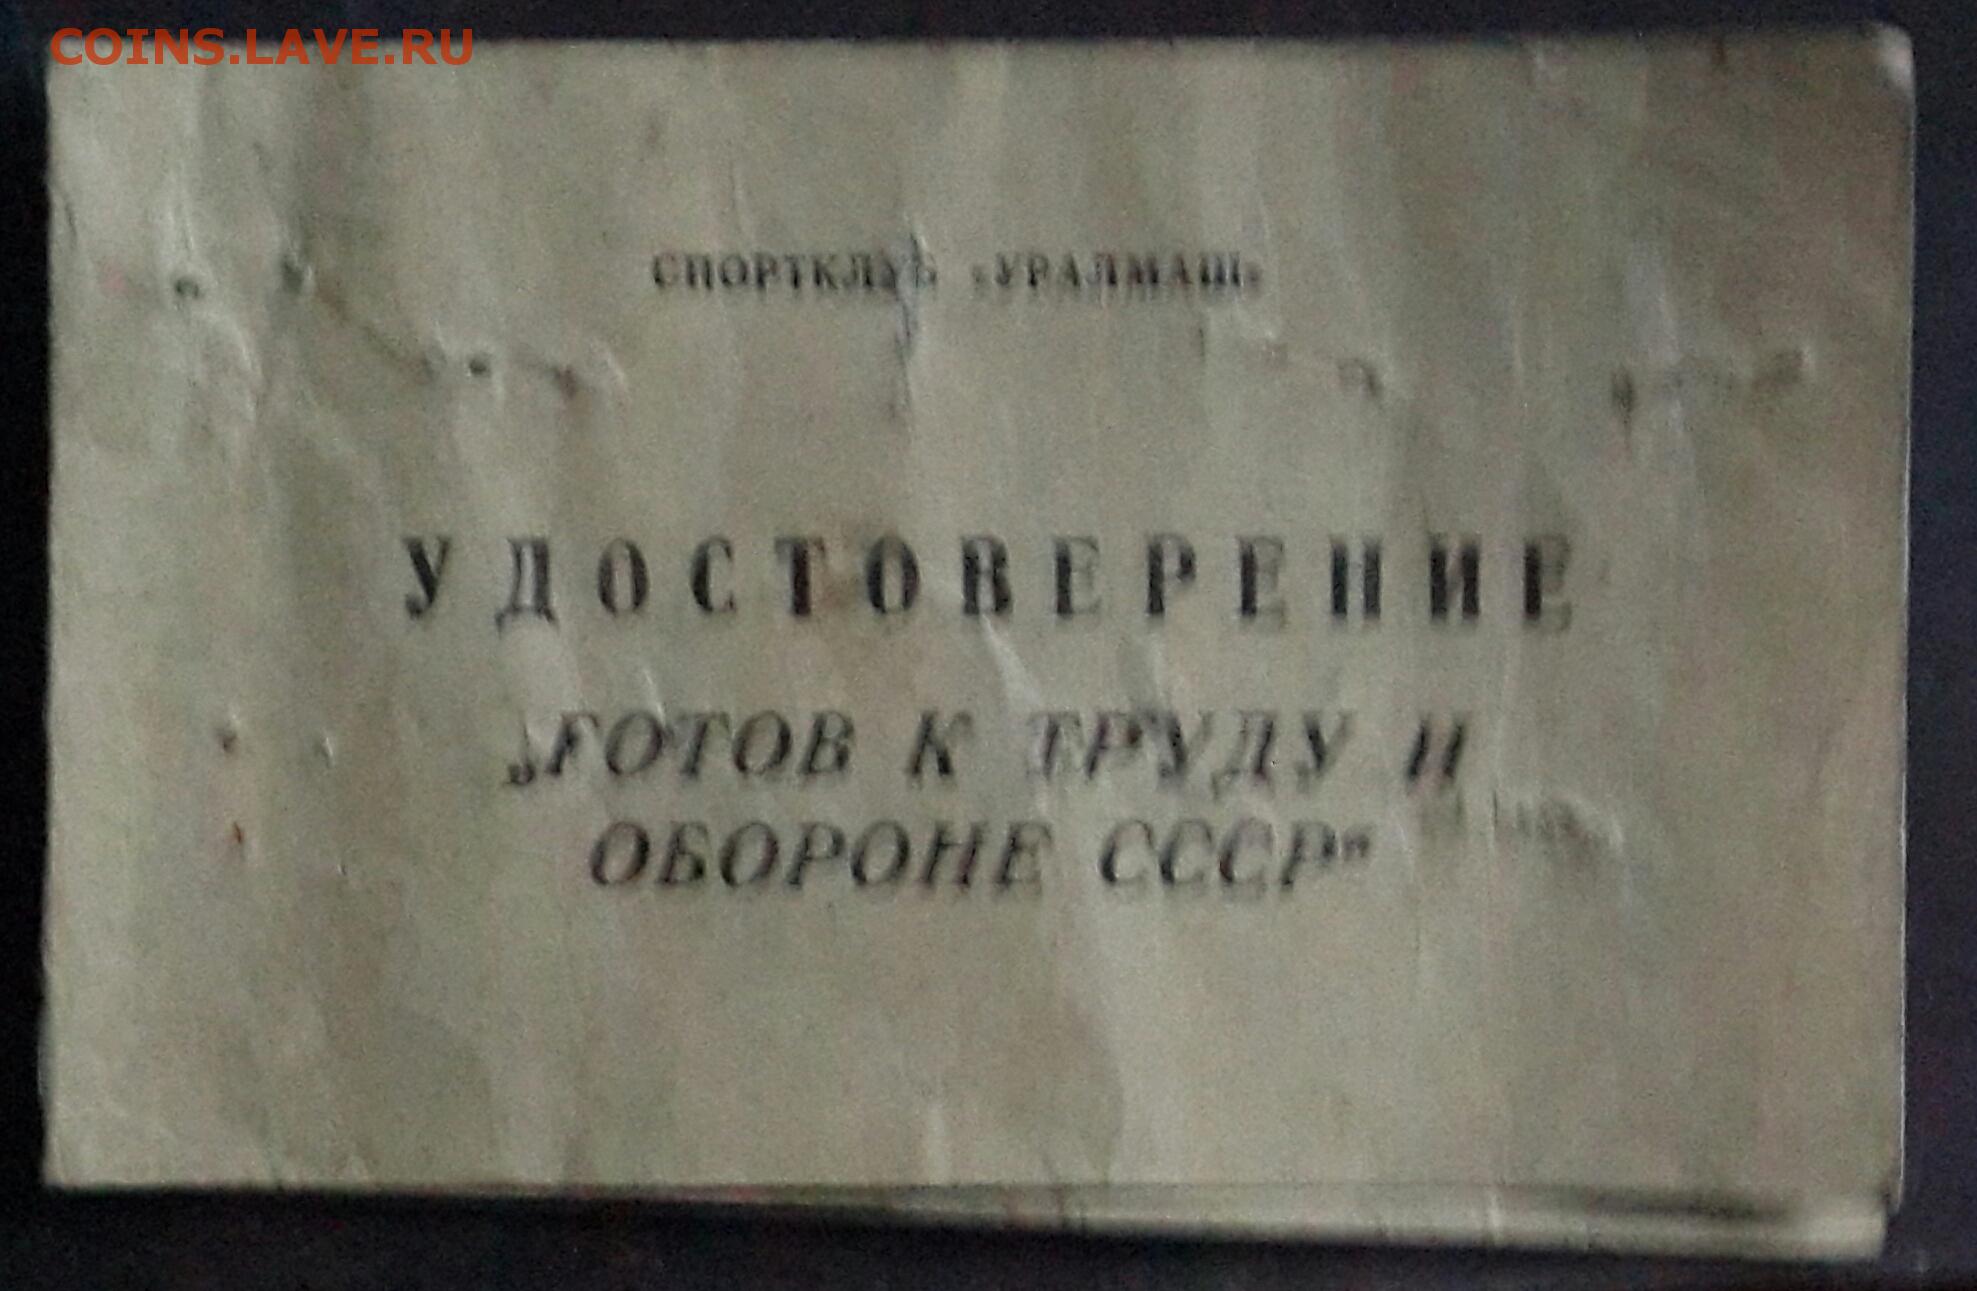 COINS.LAVE.RU
СПОРТКЛУБ «УРАЛМАШ»
УДОСТОВЕРЕНИЕ
„ГОТОВ К ТРУДУ И
ОБОРОНЕ СССР“